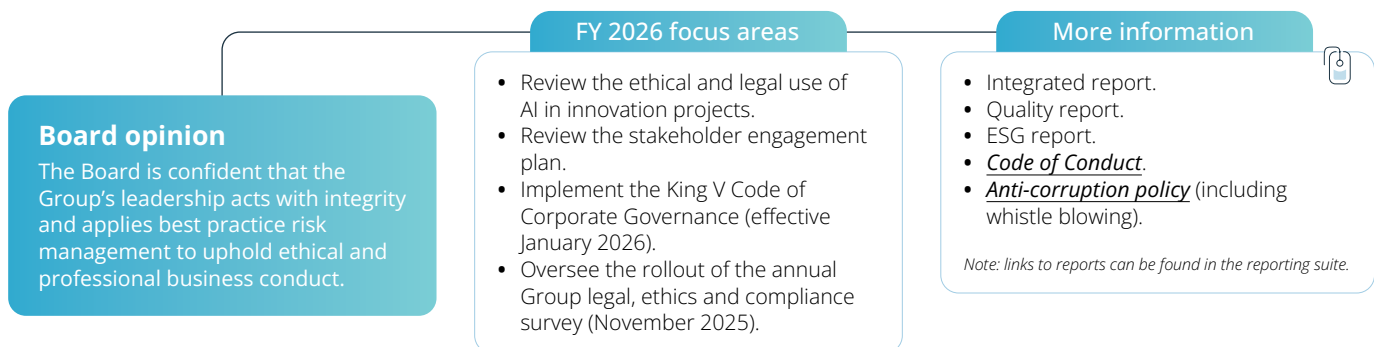 Board opinion
The Board is confident that the
Group's leadership acts with integrity
and applies best practice risk
management to uphold ethical and
professional business conduct.
FY 2026 focus areas
• Review the ethical and legal use of
AI in innovation projects.
• Review the stakeholder engagement
plan.
• Implement the King V Code of
Corporate Governance (effective
January 2026).
• Oversee the rollout of the annual
Group legal, ethics and compliance
survey (November 2025).
More information
• Integrated report.
• Quality report.
• ESG report.
• Code of Conduct.
• Anti-corruption policy (including
whistle blowing).
Note: links to reports can be found in the reporting suite.